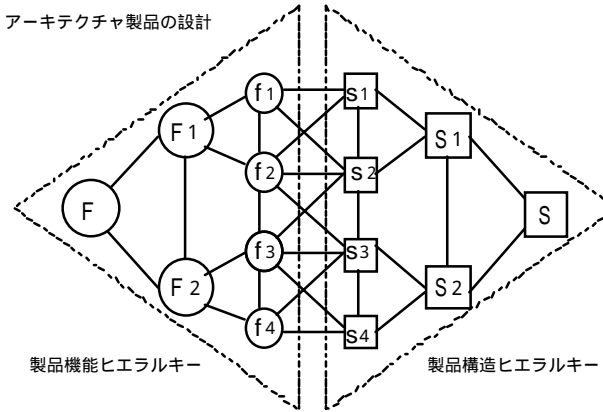 アーキテクチャ製品の設計
f1
s1
F1
S1
f2
s2
F
S
f3
s3
F2
S2
f4
s4
製品機能ヒエラルキー
製品構造ヒエラルキー